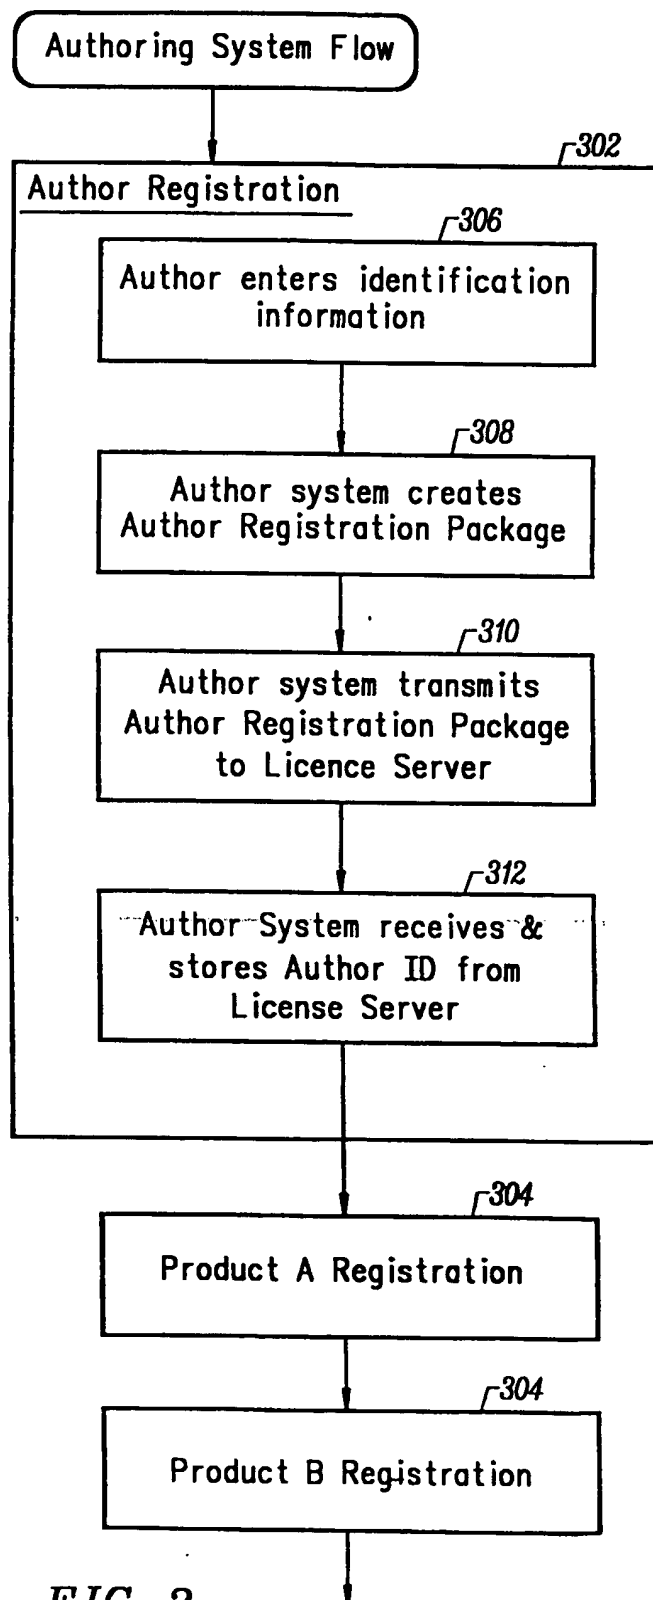 Authoring System Flow
302
Author Registration
306
Author enters identification
information
308
Author system creates
Author Registration Package
310
Author system transmits
Author Registration Package
to Licence Server
312
Author System receives &
stores Author ID from
License Server
304
Product A Registration
304
Product B Registration